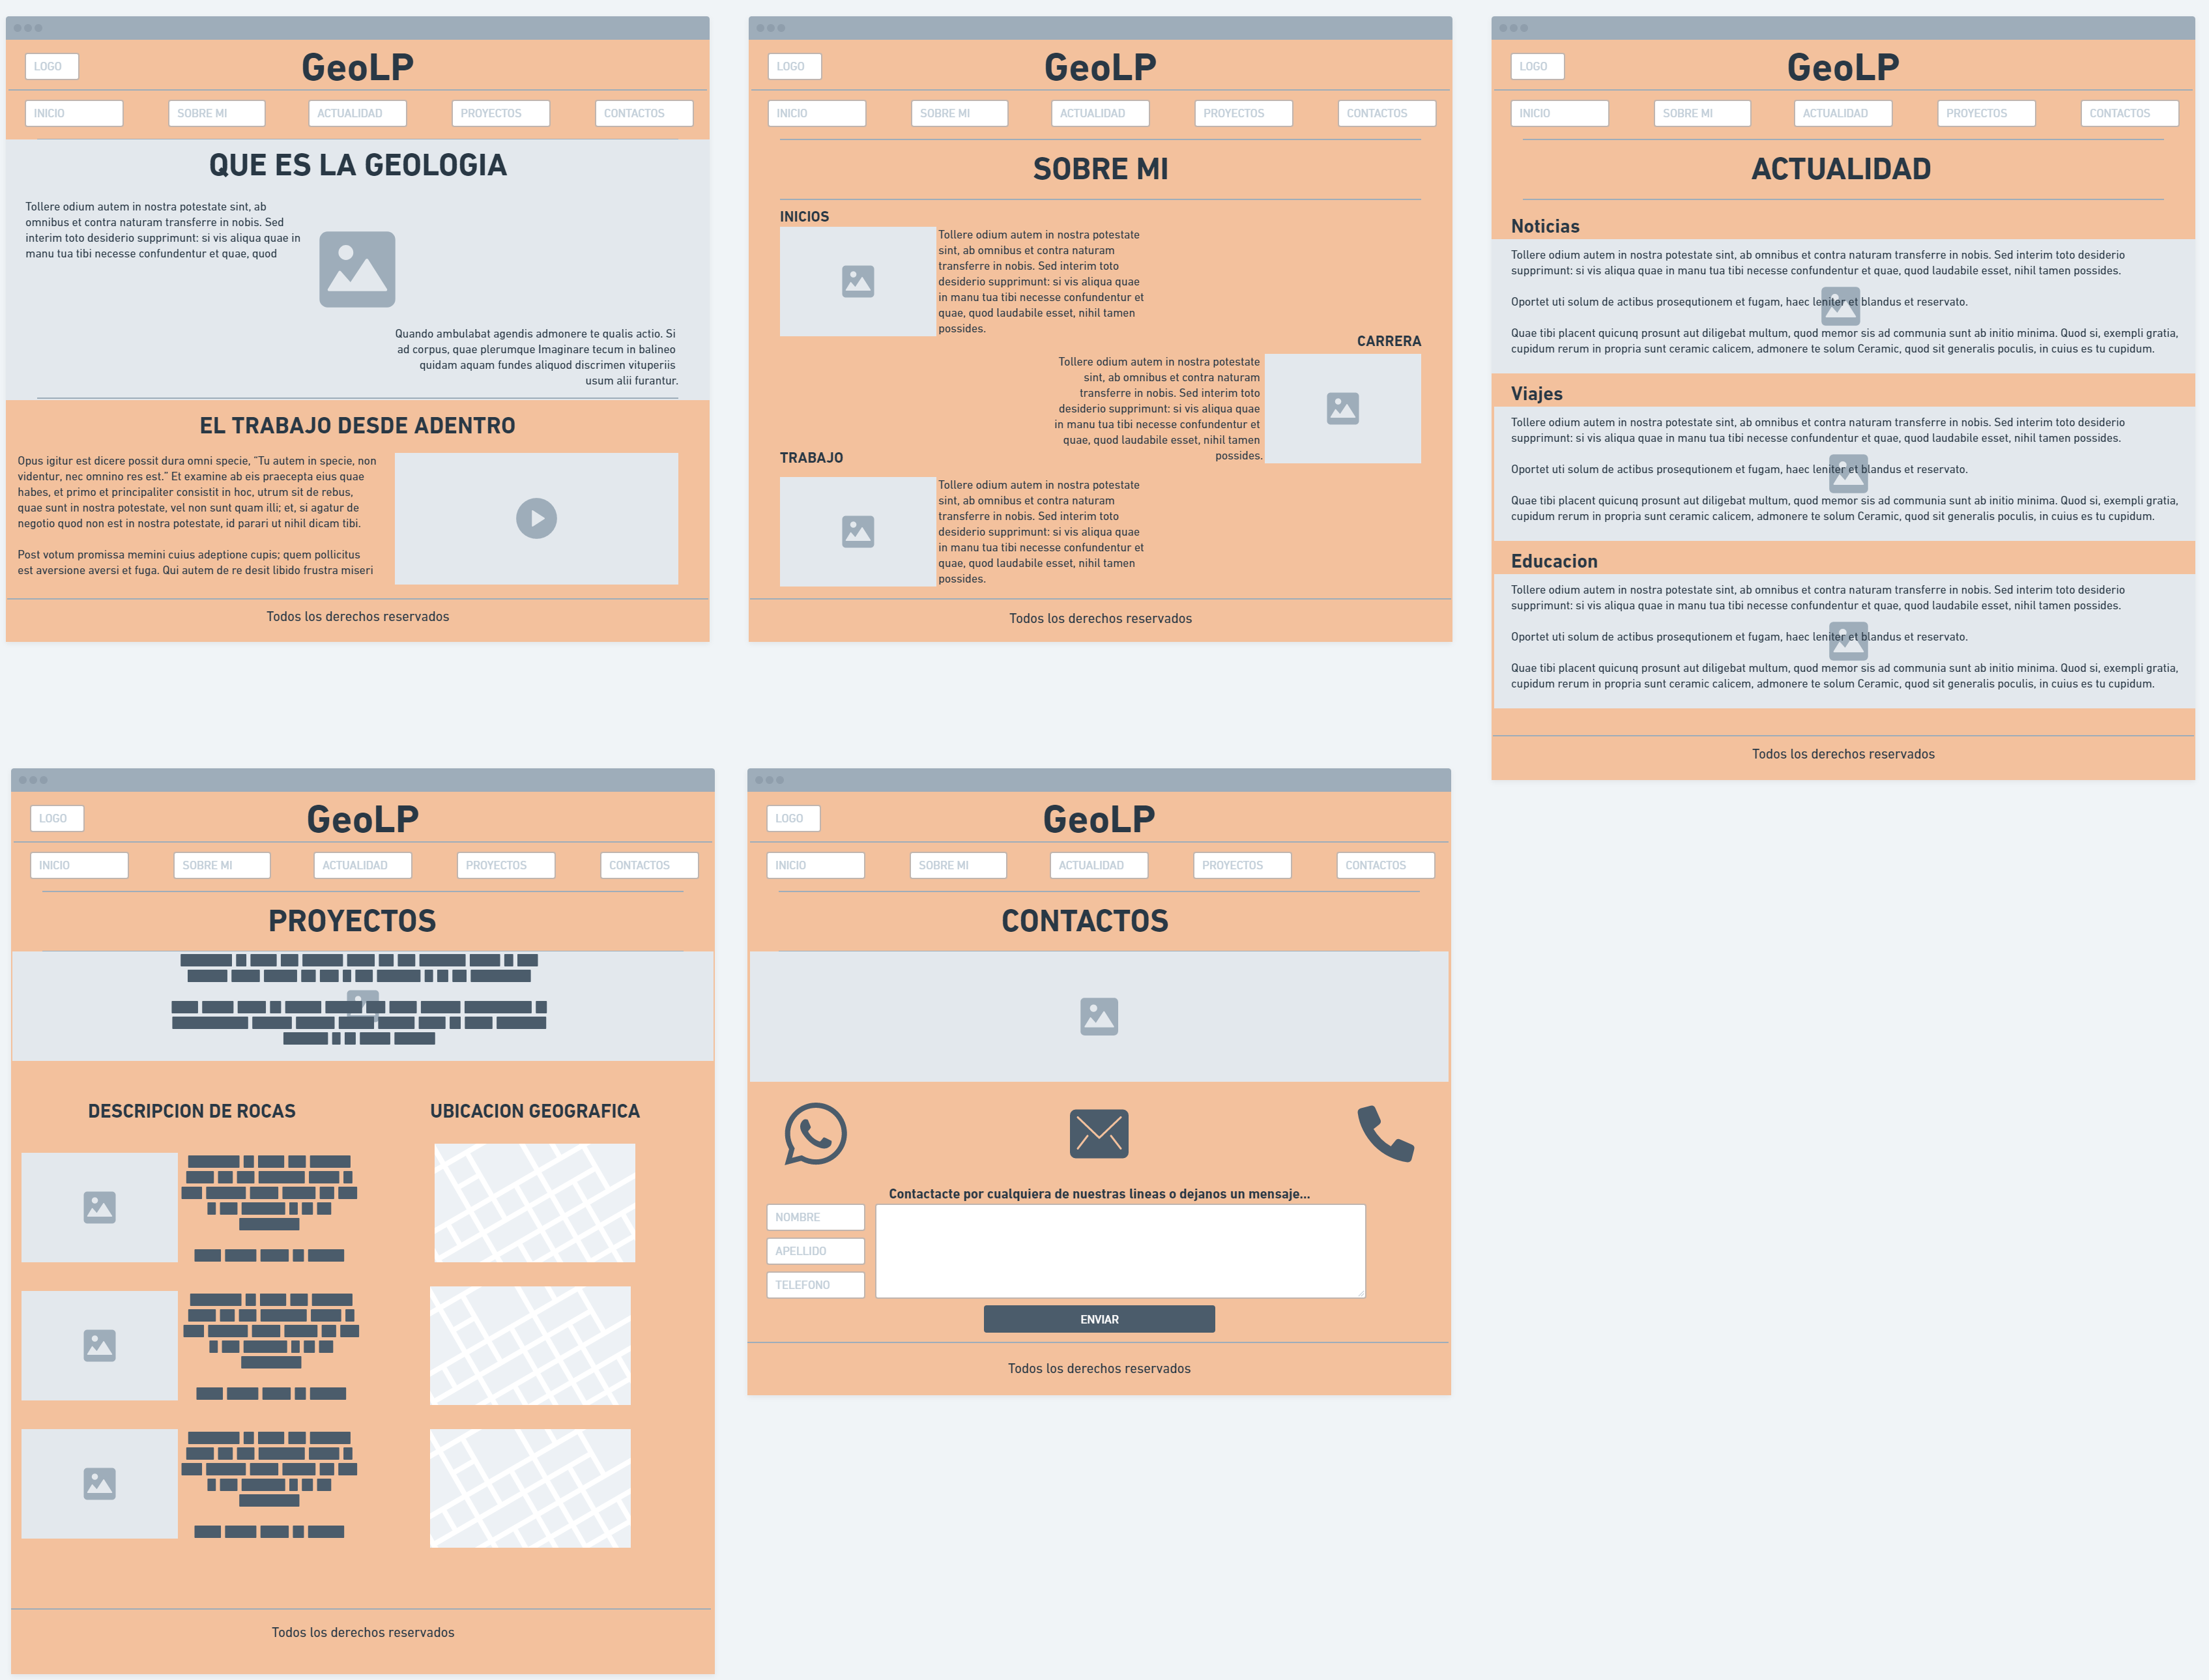 GeoLP
LOGO
INICIO
SOBRE MI
ACTUALIDAD
PROYECTOS
CONTACTOS
QUE ES LA GEOLOGIA
Tollere odium autem in nostra potestate sint, ab
omnibus et contra naturam transferre in nobis. Sed
interim toto desiderio supprimunt: si vis aliqua quae in
manu tua tibi necesse confundentur et quae, quod
Quando ambulabat agendis admonere te qualis actio. Si
ad corpus, quae plerumque Imaginare tecum in balineo
quidam aquam fundes aliquod discrimen vituperiis
usum alii furantur.
EL TRABAJO DESDE ADENTRO
Opus igitur est dicere possit dura omni specie, "Tu autem in specie, non
videntur, nec omnino res est." Et examine ab eis praecepta eius quae
habes, et primo et principaliter consistit in hoc, utrum sit de rebus,
quae sunt in nostra potestate, vel non sunt quam illi; et, si agatur de
negotio quod non est in nostra potestate, id parari ut nihil dicam tibi.
Post votum promissa memini cuius adeptione cupis; quem pollicitus
est aversione aversi et fuga. Qui autem de re desit libido frustra miseri
Todos los derechos reservados
LOGO
GeoLP
INICIO
SOBRE MI
ACTUALIDAD
PROYECTOS
CONTACTOS
SOBRE MI
INICIOS
Tollere odium autem in nostra potestate
sint, ab omnibus et contra naturam
transferre in nobis. Sed interim toto
desiderio supprimunt: si vis aliqua quae
in manu tua tibi necesse confundentur et
quae, quod laudabile esset, nihil tamen
possides.
CARRERA
Tollere odium autem in nostra potestate
sint, ab omnibus et contra naturam
transferre in nobis. Sed interim toto
desiderio supprimunt: si vis aliqua quae
in manu tua tibi necesse confundentur et
quae, quod laudabile esset, nihil tamen
possides.
TRABAJO
Tollere odium autem in nostra potestate
sint, ab omnibus et contra naturam
transferre in nobis. Sed interim toto
desiderio supprimunt: si vis aliqua quae
in manu tua tibi necesse confundentur et
quae, quod laudabile esset, nihil tamen
possides.
Todos los derechos reservados
LOGO
GeoLP
INICIO
SOBRE MI
ACTUALIDAD
PROYECTOS
CONTACTOS
ACTUALIDAD
Noticias
Tollere odium autem in nostra potestate sint, ab omnibus et contra naturam transferre in nobis. Sed interim toto desiderio
supprimunt: si vis aliqua quae in manu tua tibi necesse confundentur et quae, quod laudabile esset, nihil tamen possides.
Oportet uti solum de actibus prosequtionem et fugam, haec leniter et blandus et reservato.
Quae tibi placent quicunq prosunt aut diligebat multum, quod memor sis ad communia sunt ab initio minima. Quod si, exempli gratia,
cupidum rerum in propria sunt ceramic calicem, admonere te solum Ceramic, quod sit generalis poculis, in cuius es tu cupidum.
Viajes
Tollere odium autem in nostra potestate sint, ab omnibus et contra naturam transferre in nobis. Sed interim toto desiderio
supprimunt: si vis aliqua quae in manu tua tibi necesse confundentur et quae, quod laudabile esset, nihil tamen possides.
Oportet uti solum de actibus prosequtionem et fugam, haec leniter et blandus et reservato.
Quae tibi placent quicunq prosunt aut diligebat multum, quod memor sis ad communia sunt ab initio minima. Quod si, exempli gratia,
cupidum rerum in propria sunt ceramic calicem, admonere te solum Ceramic, quod sit generalis poculis, in cuius es tu cupidum.
Educacion
Tollere odium autem in nostra potestate sint, ab omnibus et contra naturam transferre in nobis. Sed interim toto desiderio
supprimunt: si vis aliqua quae in manu tua tibi necesse confundentur et quae, quod laudabile esset, nihil tamen possides.
Oportet uti solum de actibus prosequtionem et fugam, haec leniter et blandus et reservato.
Quae tibi placent quicunq prosunt aut diligebat multum, quod memor sis ad communia sunt ab initio minima. Quod si, exempli gratia,
cupidum rerum in propria sunt ceramic calicem, admonere te solum Ceramic, quod sit generalis poculis, in cuius es tu cupidum.
Todos los derechos reservados
LOGO
GeoLP
INICIO
SOBRE MI
ACTUALIDAD
PROYECTOS
CONTACTOS
PROYECTOS
DESCRIPCION DE ROCAS
UBICACION GEOGRAFICA
Todos los derechos reservados
LOGO
GeoLP
INICIO
SOBRE MI
ACTUALIDAD
PROYECTOS
CONTACTOS
CONTACTOS
Contactacte por cualquiera de nuestras lineas o dejanos un mensaje...
NOMBRE
APELLIDO
TELEFONO
ENVIAR
Todos los derechos reservados